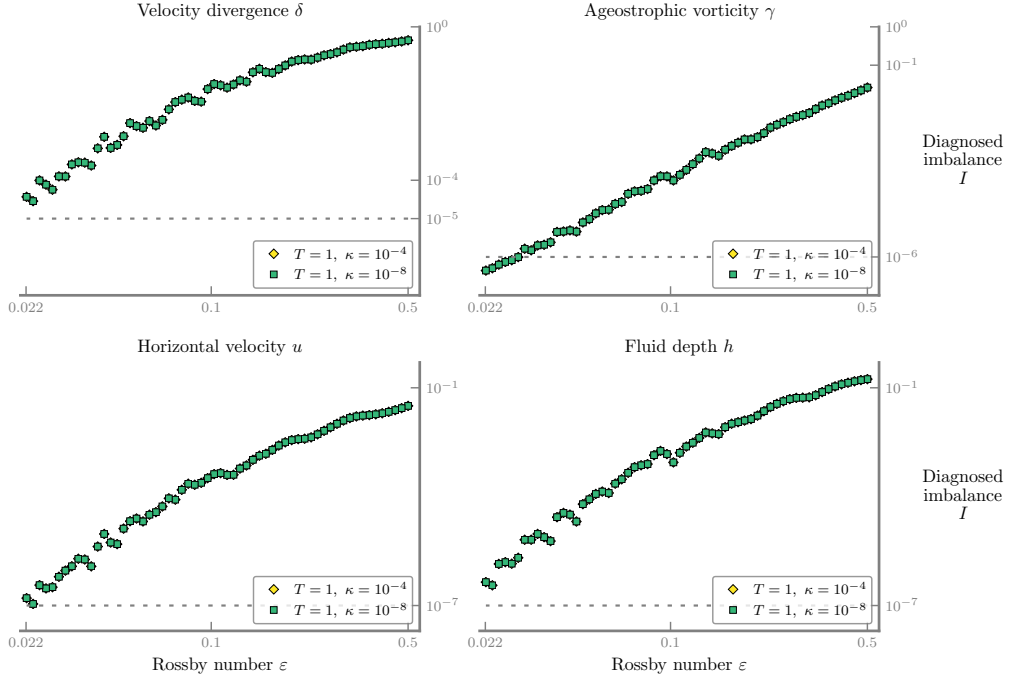 Velocity divergence δ
10⁰
10⁻⁴
10⁻⁵
T = 1, κ = 10⁻⁴
T = 1, κ = 10⁻⁸
0.022
0.1
0.5
Ageostrophic vorticity γ
10⁰
10⁻¹
10⁻⁶
Diagnosed
imbalance
I
T = 1, κ = 10⁻⁴
T = 1, κ = 10⁻⁸
0.022
0.1
0.5
Horizontal velocity u
10⁻¹
10⁻⁷
T = 1, κ = 10⁻⁴
T = 1, κ = 10⁻⁸
0.022
0.1
0.5
Rossby number ε
Fluid depth h
10⁻¹
10⁻⁷
Diagnosed
imbalance
I
T = 1, κ = 10⁻⁴
T = 1, κ = 10⁻⁸
0.022
0.1
0.5
Rossby number ε